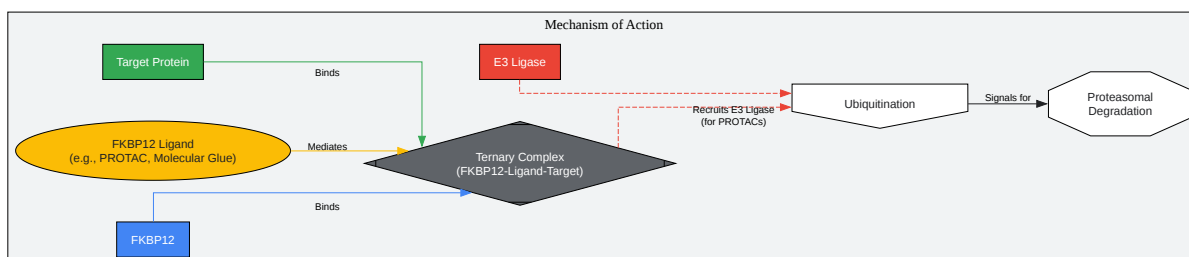 Mechanism of Action
Target Protein
Binds
E3 Ligase
FKBP12 Ligand
(e.g., PROTAC, Molecular Glue)
Mediates
Ternary Complex
(FKBP12-Ligand-Target)
Recruits E3 Ligase
(for PROTACs)
Ubiquitination
Signals for
Proteasomal
Degradation
Binds
FKBP12